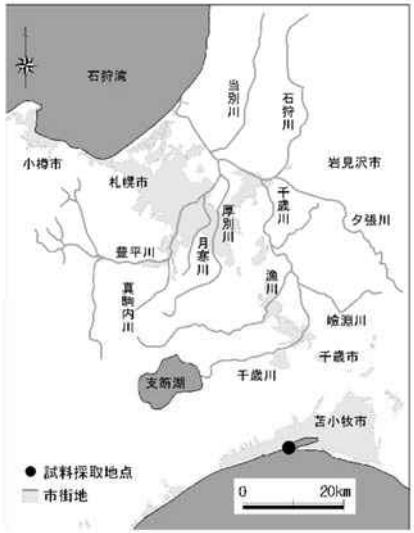 石狩湾
当別川
石狩川
小樽市
札幌市
岩見沢市
千歳川
厚別川
夕張川
月寒川
豊平川
漁川
真駒内川
嶮淵川
千歳市
支笏湖
千歳川
苫小牧市
試料採取地点
市街地
0 20km